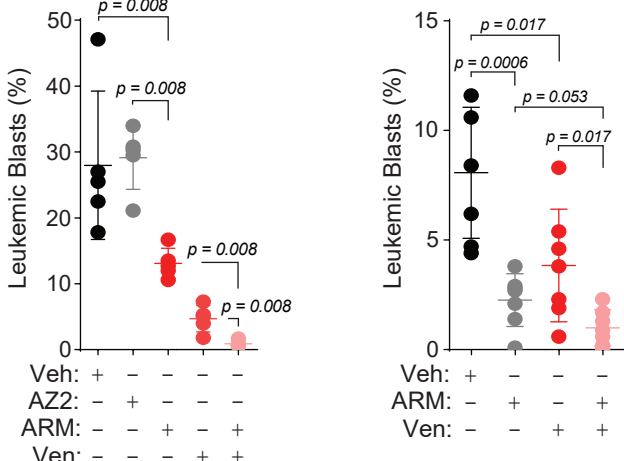 50
40
30
20
10
0
Leukemic Blasts (%)
p = 0.008
p = 0.008
p = 0.008
p = 0.008
Veh: + – – – –
AZ2: – + – – –
ARM: – – + – +
Ven: – – – + +
15
10
5
0
Leukemic Blasts (%)
p = 0.017
p = 0.0006
p = 0.053
p = 0.017
Veh: + – – –
ARM: – + – +
Ven: – – + +